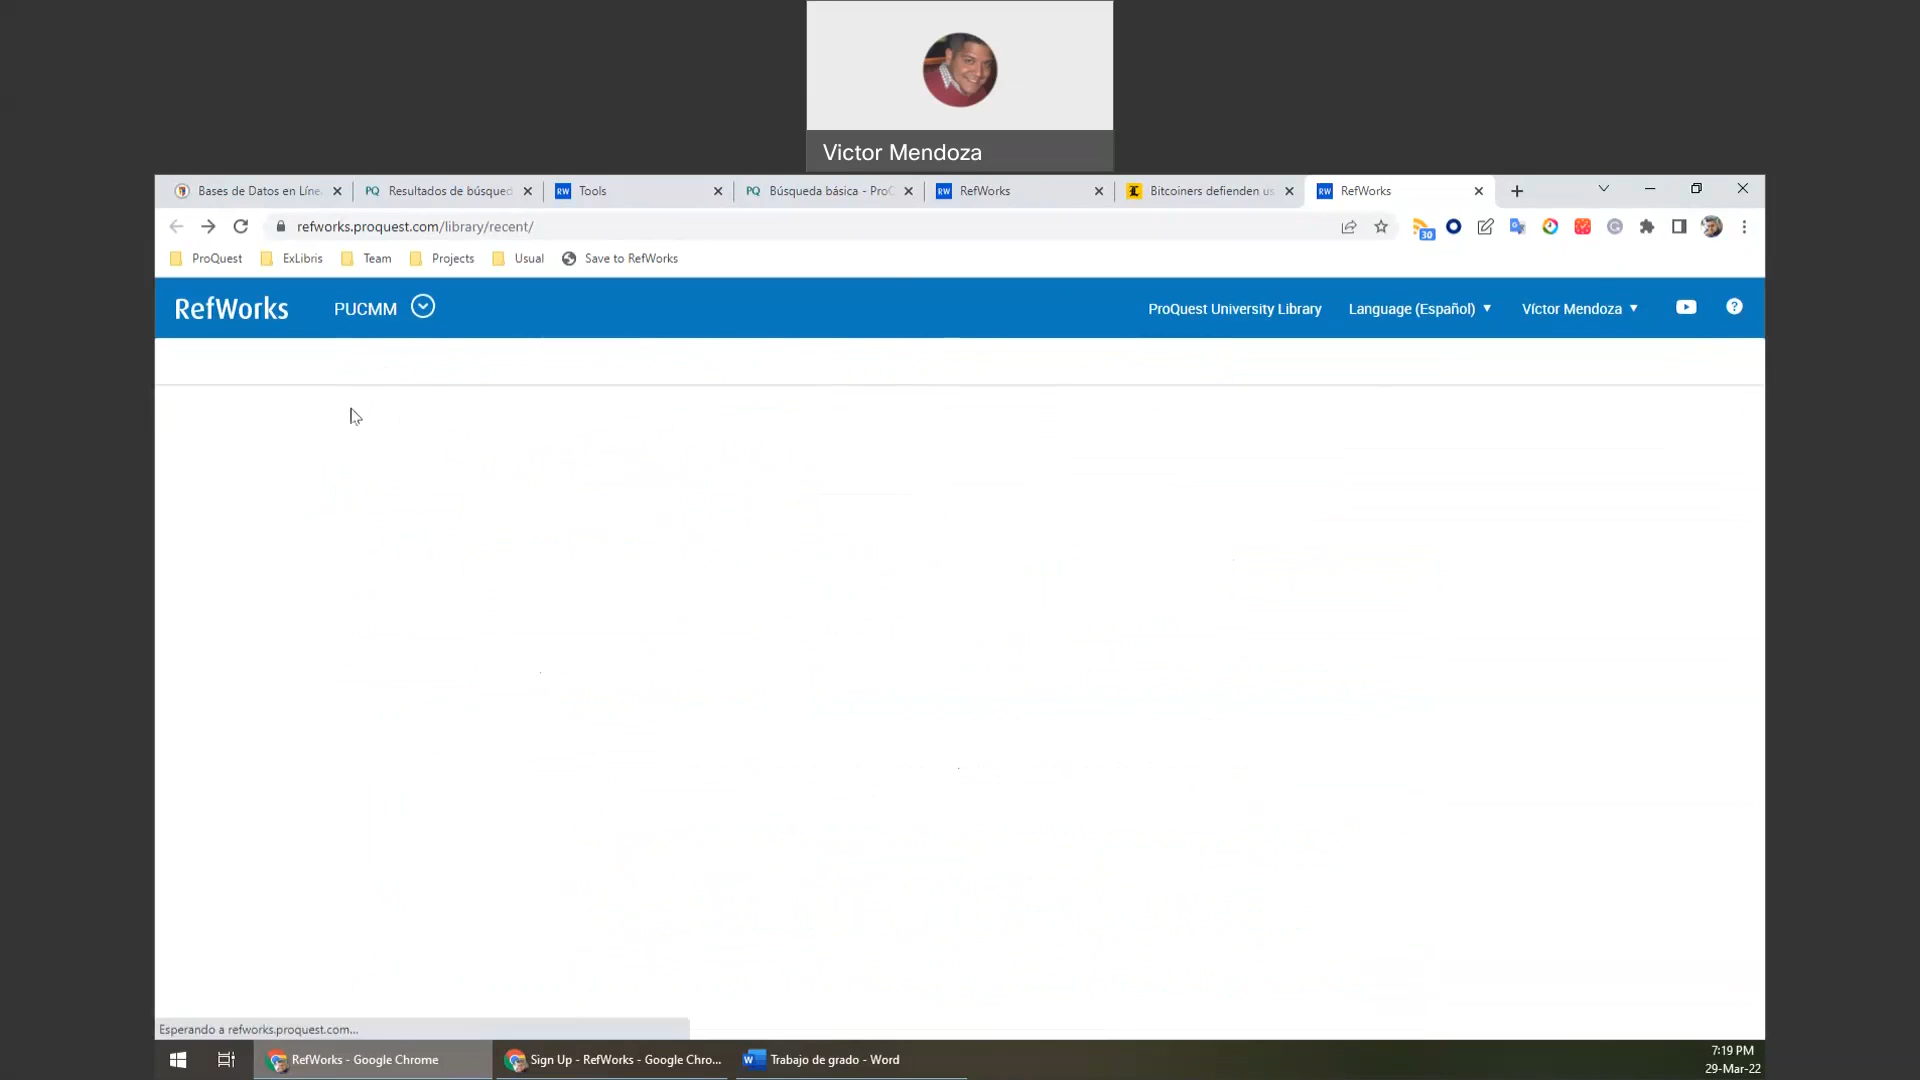 Victor Mendoza
Bases de Datos en Líne
PQ Resultados de búsqued
RW Tools
PQ Búsqueda básica - ProQ
RW RefWorks
Bitcoiners defienden us
RW RefWorks
refworks.proquest.com/library/recent/
30
ProQuest ExLibris Team Projects Usual Save to RefWorks
RefWorks PUCMM ProQuest University Library Language (Español) Víctor Mendoza ?
Esperando a refworks.proquest.com...
RefWorks - Google Chrome Sign Up - RefWorks - Google Chro... W Trabajo de grado - Word
7:19 PM
29-Mar-22